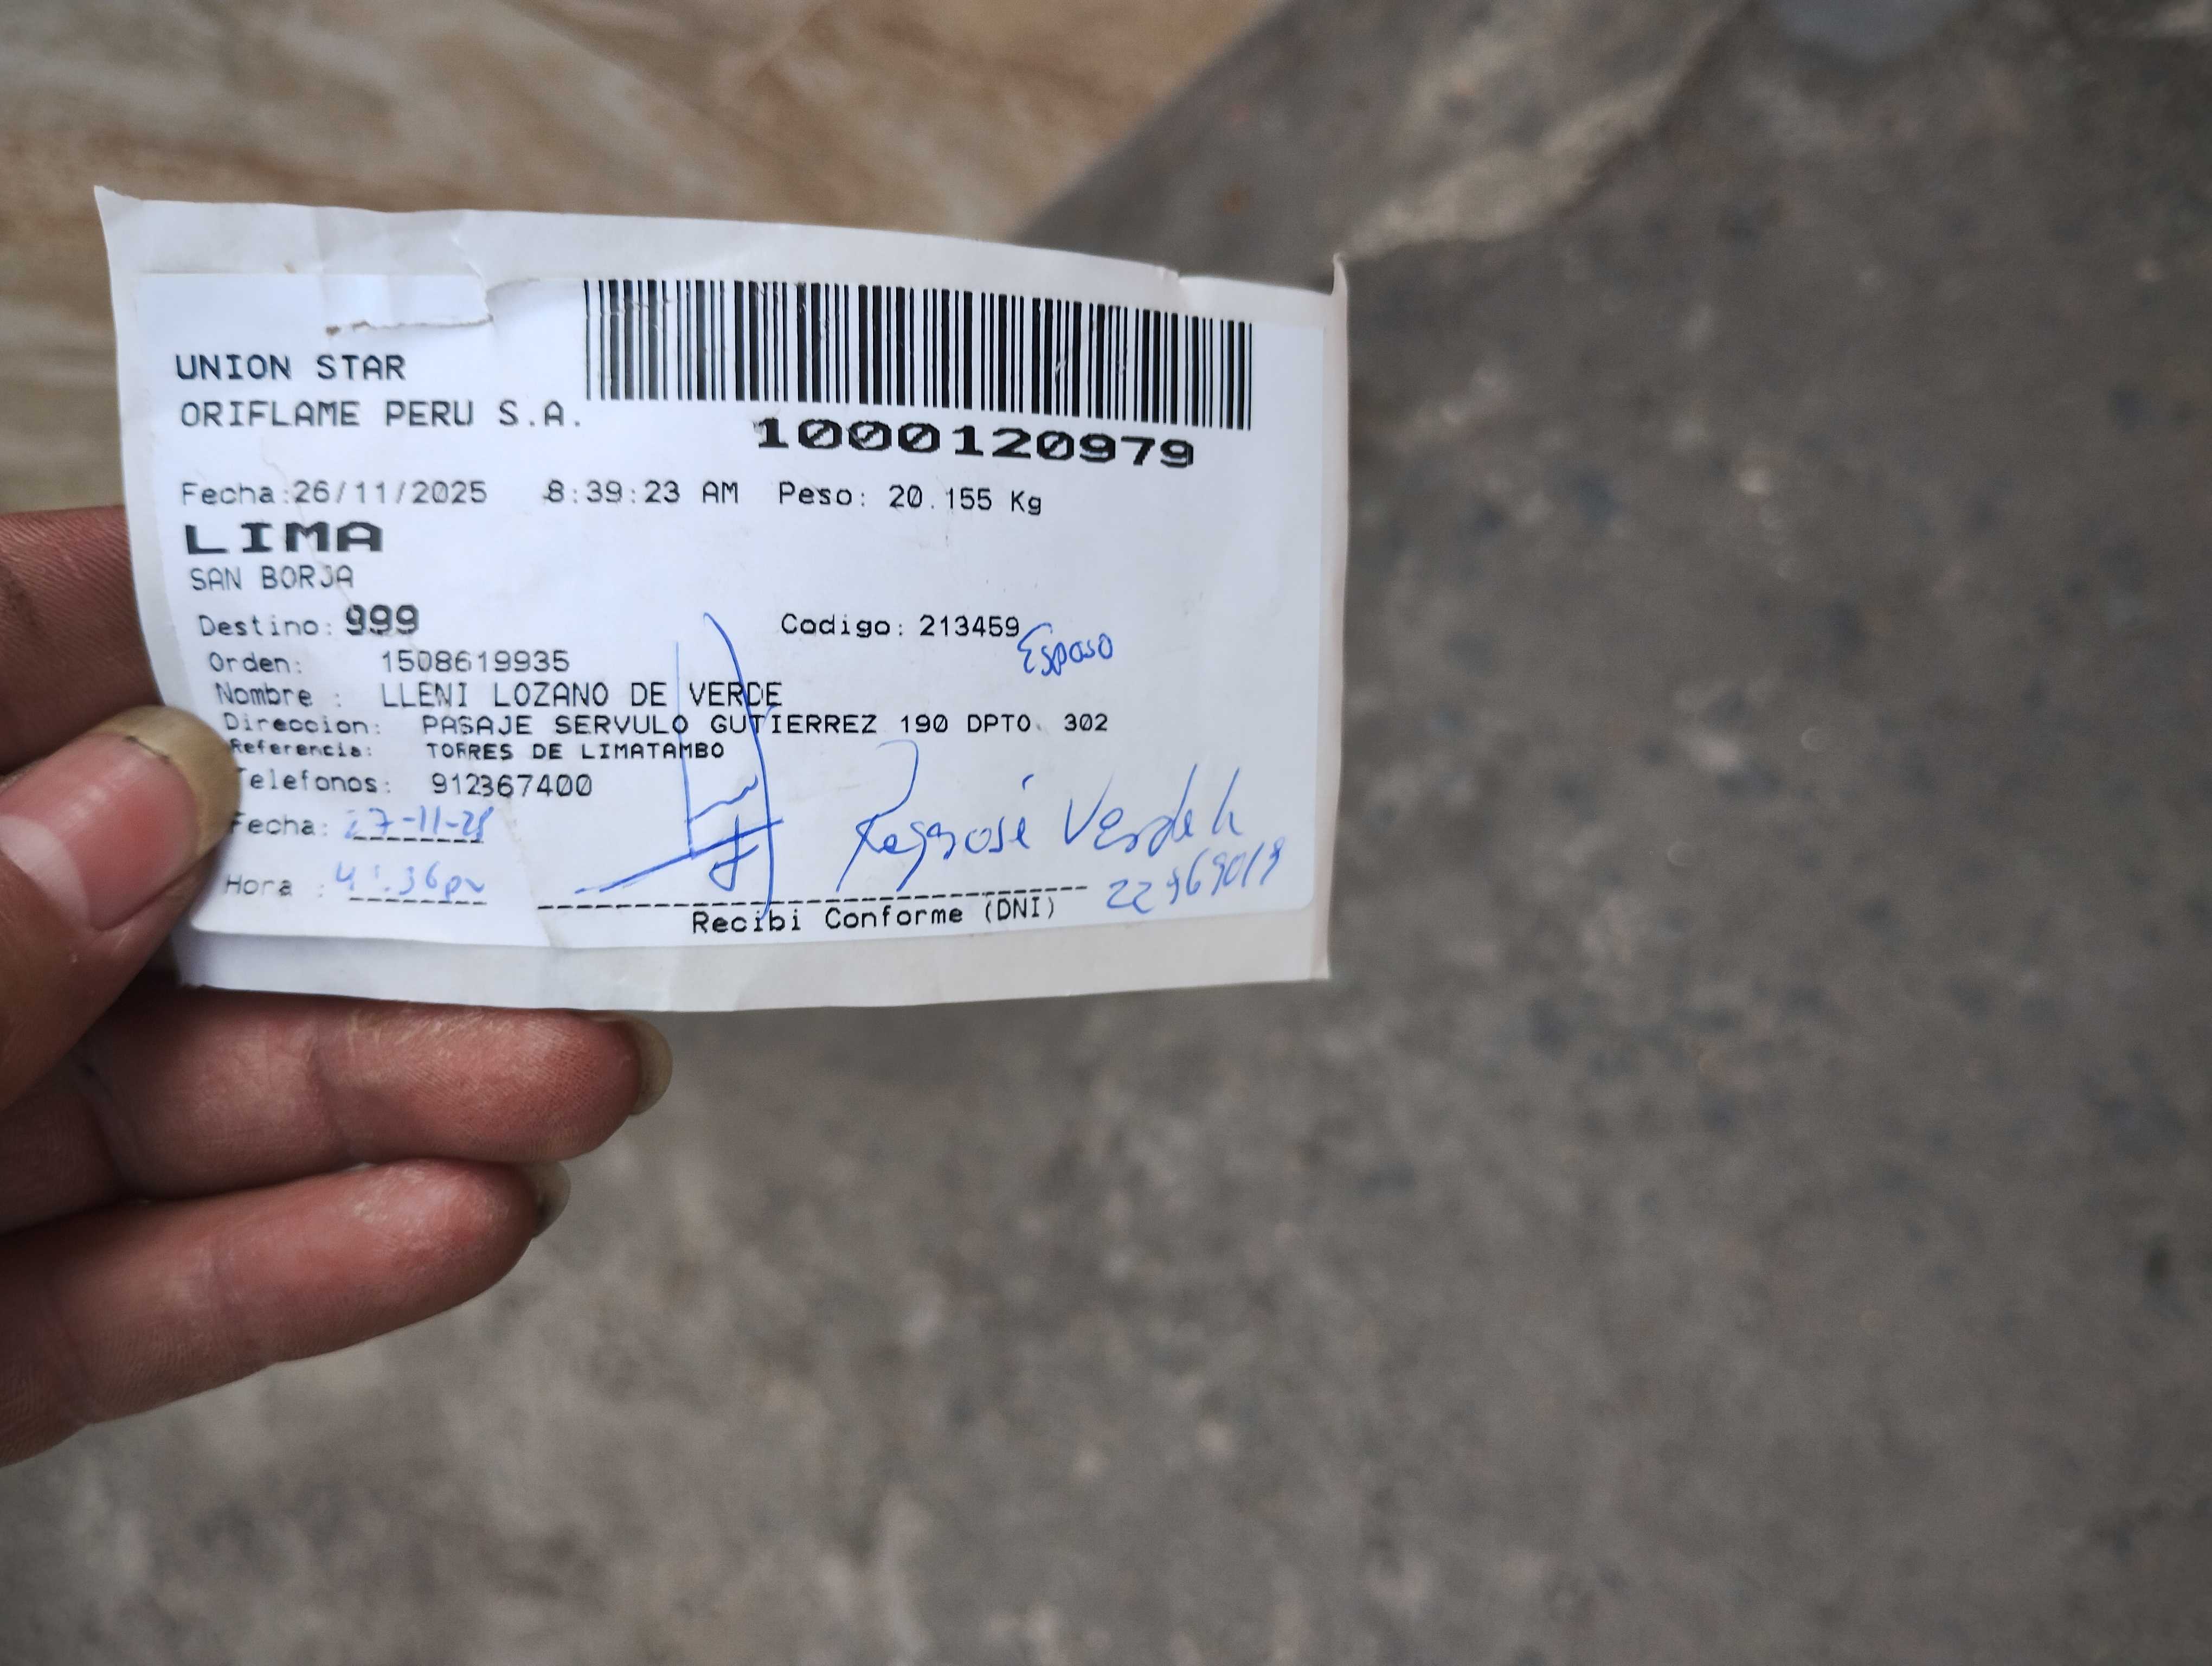 UNION STAR
ORIFLAME PERU S.A.
1000120979
Fecha:26/11/2025 8:39:23 AM Peso: 20.155 Kg
LIMA
SAN BORJA
Destino: 999 Codigo: 213459
Esposo
Orden: 1508619935
Nombre : LLENI LOZANO DE VERDE
Direccion: PASAJE SERVULO GUTIERREZ 190 DPTO. 302
Referencia: TORRES DE LIMATAMBO
Telefonos: 912367400
Fecha: 27-11-25
José Verde
Hora : 4:36pm
Recibi Conforme (DNI)